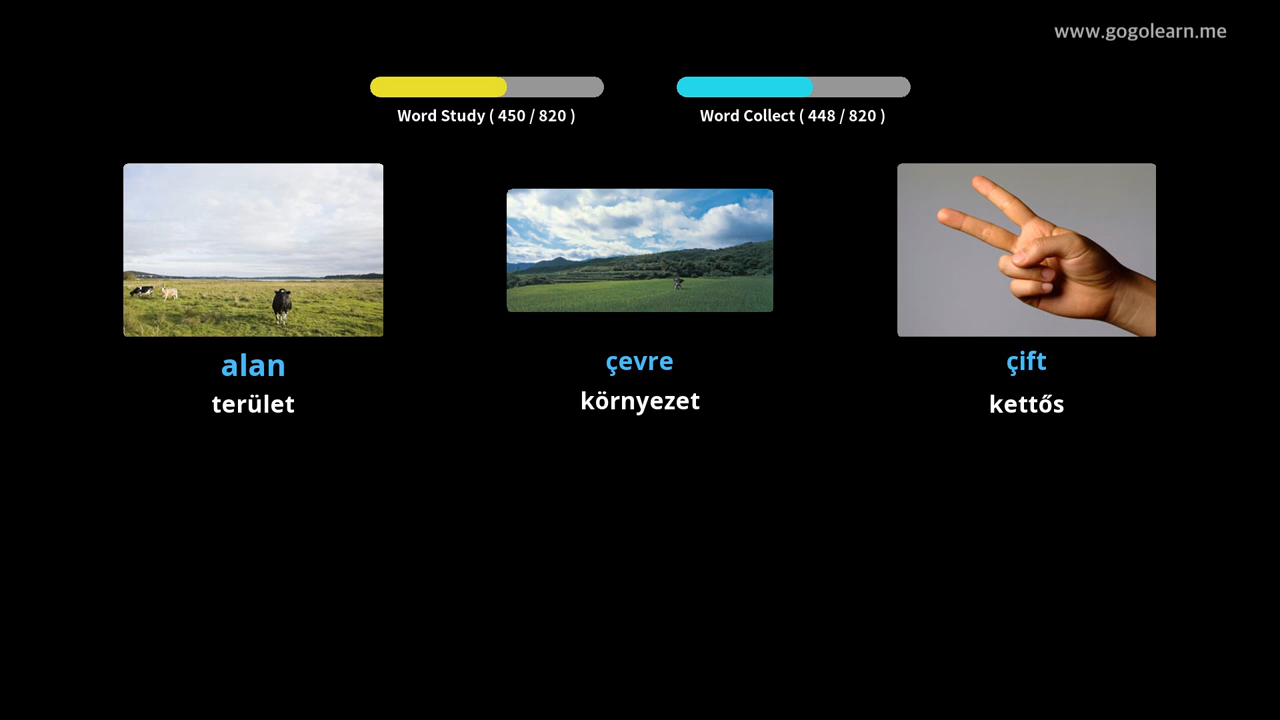 www.gogolearn.me
Word Study ( 450 / 820 )
Word Collect ( 448 / 820 )
alan
terület
çevre
környezet
çift
kettős